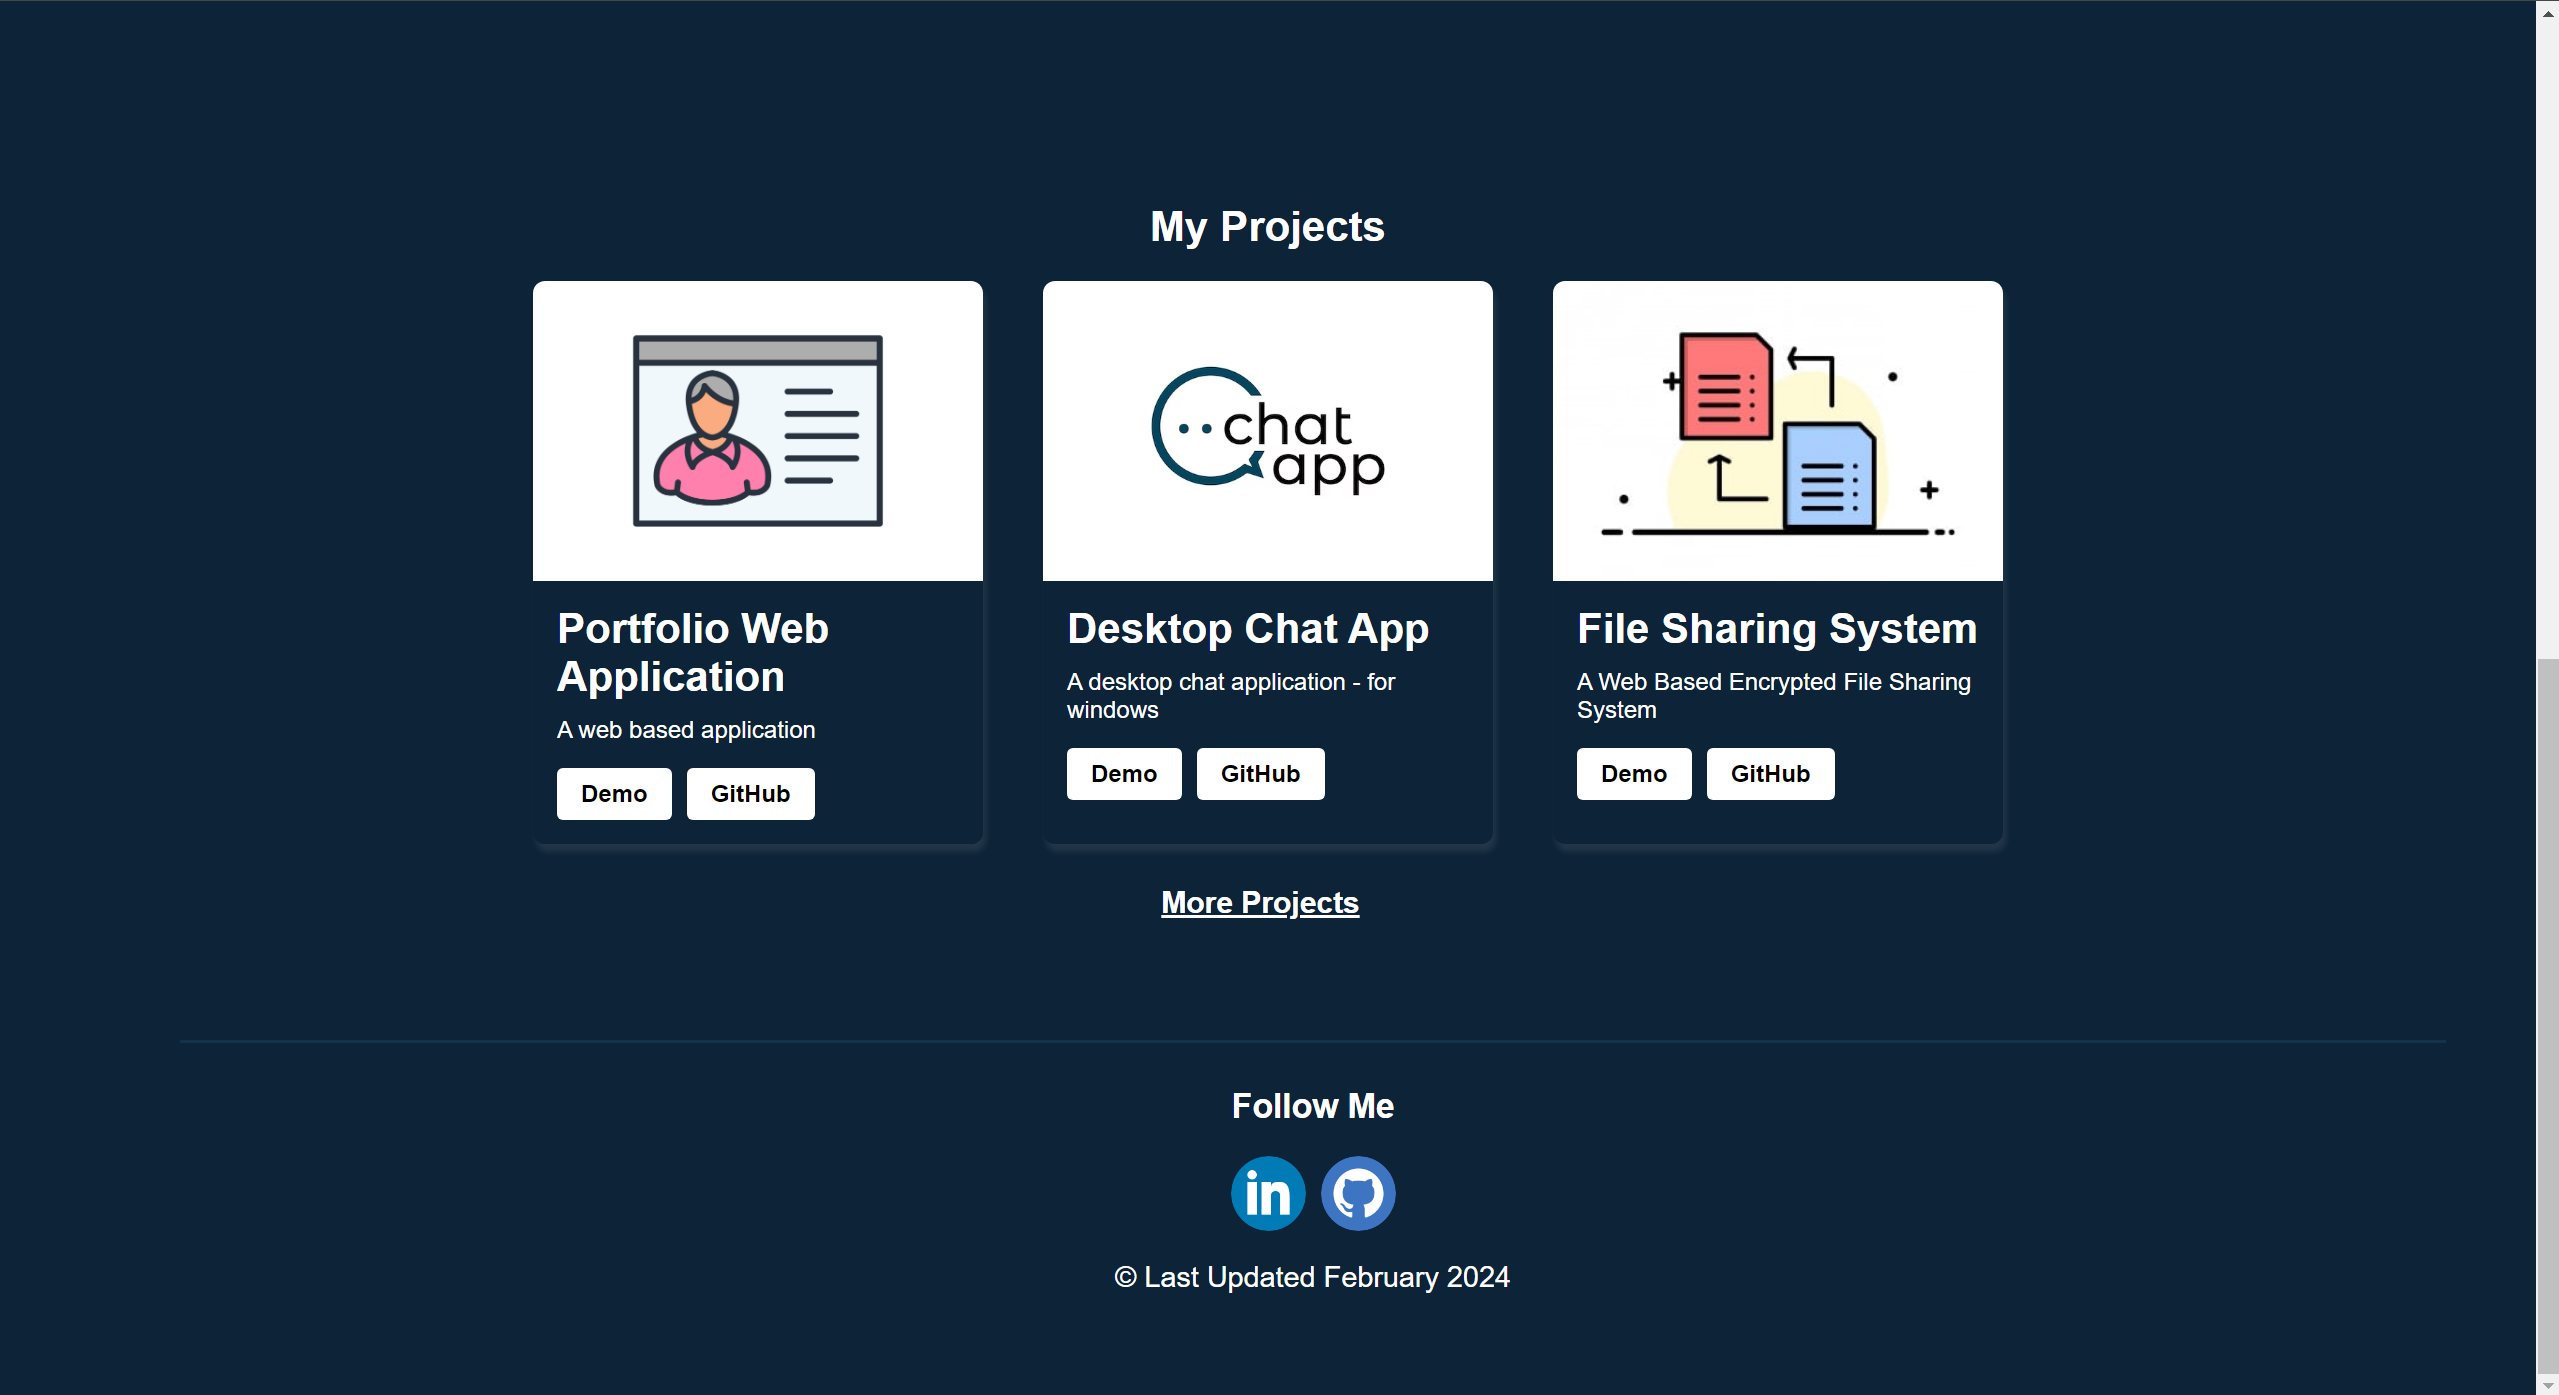 My Projects
chat
app
Portfolio Web
Application
A web based application
Demo
GitHub
Desktop Chat App
A desktop chat application - for
windows
Demo
GitHub
File Sharing System
A Web Based Encrypted File Sharing
System
Demo
GitHub
More Projects
Follow Me
in
© Last Updated February 2024